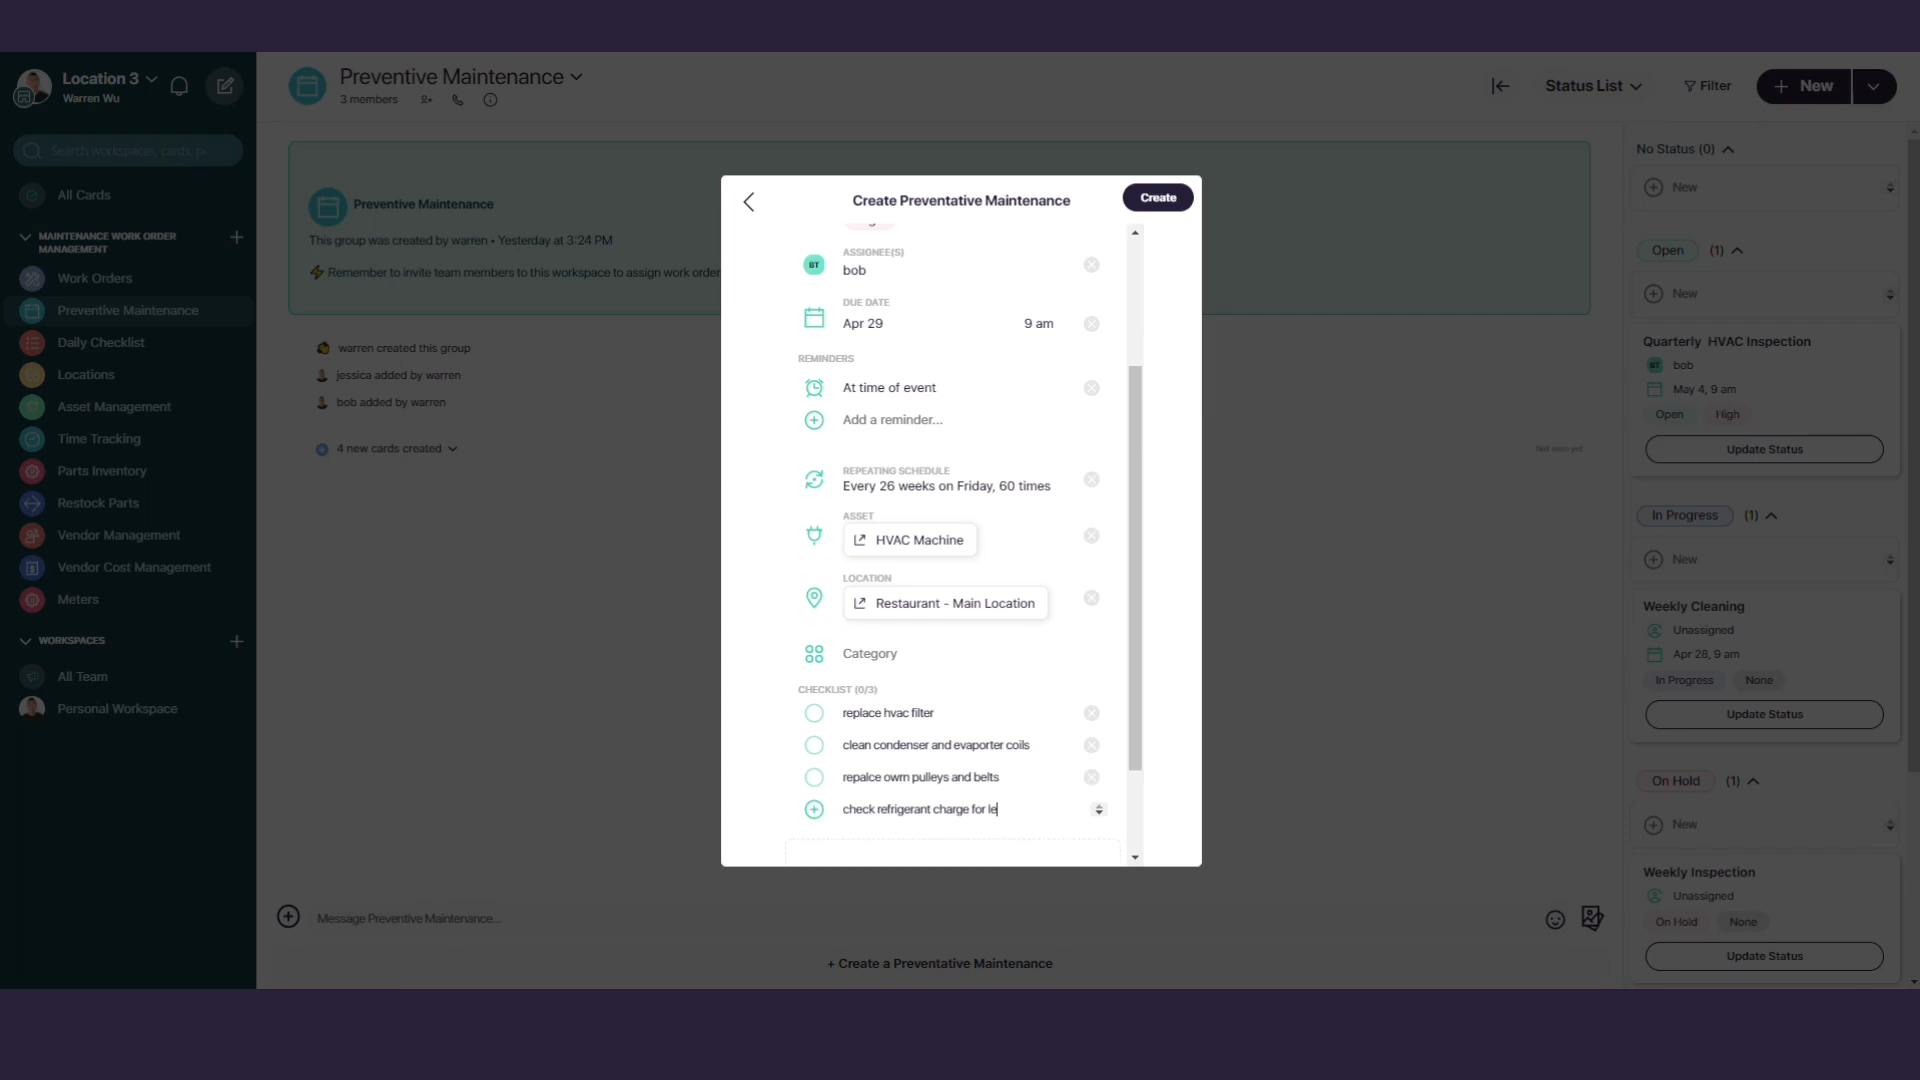 Location 3
Warren Wu
Search workspaces, cards, p
All Cards
MAINTENANCE WORK ORDER
MANAGEMENT
Work Orders
Preventive Maintenance
Daily Checklist
Locations
Asset Management
Time Tracking
Parts Inventory
Restock Parts
Vendor Management
Vendor Cost Management
Meters
WORKSPACES
All Team
Personal Workspace
Preventive Maintenance
3 members
Status List
Filter
+ New
Preventive Maintenance
This group was created by warren • Yesterday at 3:24 PM
⚡ Remember to invite team members to this workspace to assign work order
warren created this group
jessica added by warren
bob added by warren
4 new cards created
Not seen yet
Message Preventive Maintenance...
+ Create a Preventative Maintenance
Create Preventative Maintenance
Create
BT
ASSIGNEE(S)
bob
DUE DATE
Apr 29 9 am
REMINDERS
At time of event
Add a reminder...
REPEATING SCHEDULE
Every 26 weeks on Friday, 60 times
ASSET
HVAC Machine
LOCATION
Restaurant - Main Location
Category
CHECKLIST (0/3)
replace hvac filter
clean condenser and evaporter coils
repalce owrn pulleys and belts
check refrigerant charge for le
No Status (0)
New
Open (1)
New
Quarterly HVAC Inspection
BT bob
May 4, 9 am
Open High
Update Status
In Progress (1)
New
Weekly Cleaning
Unassigned
Apr 28, 9 am
In Progress None
Update Status
On Hold (1)
New
Weekly Inspection
Unassigned
On Hold None
Update Status